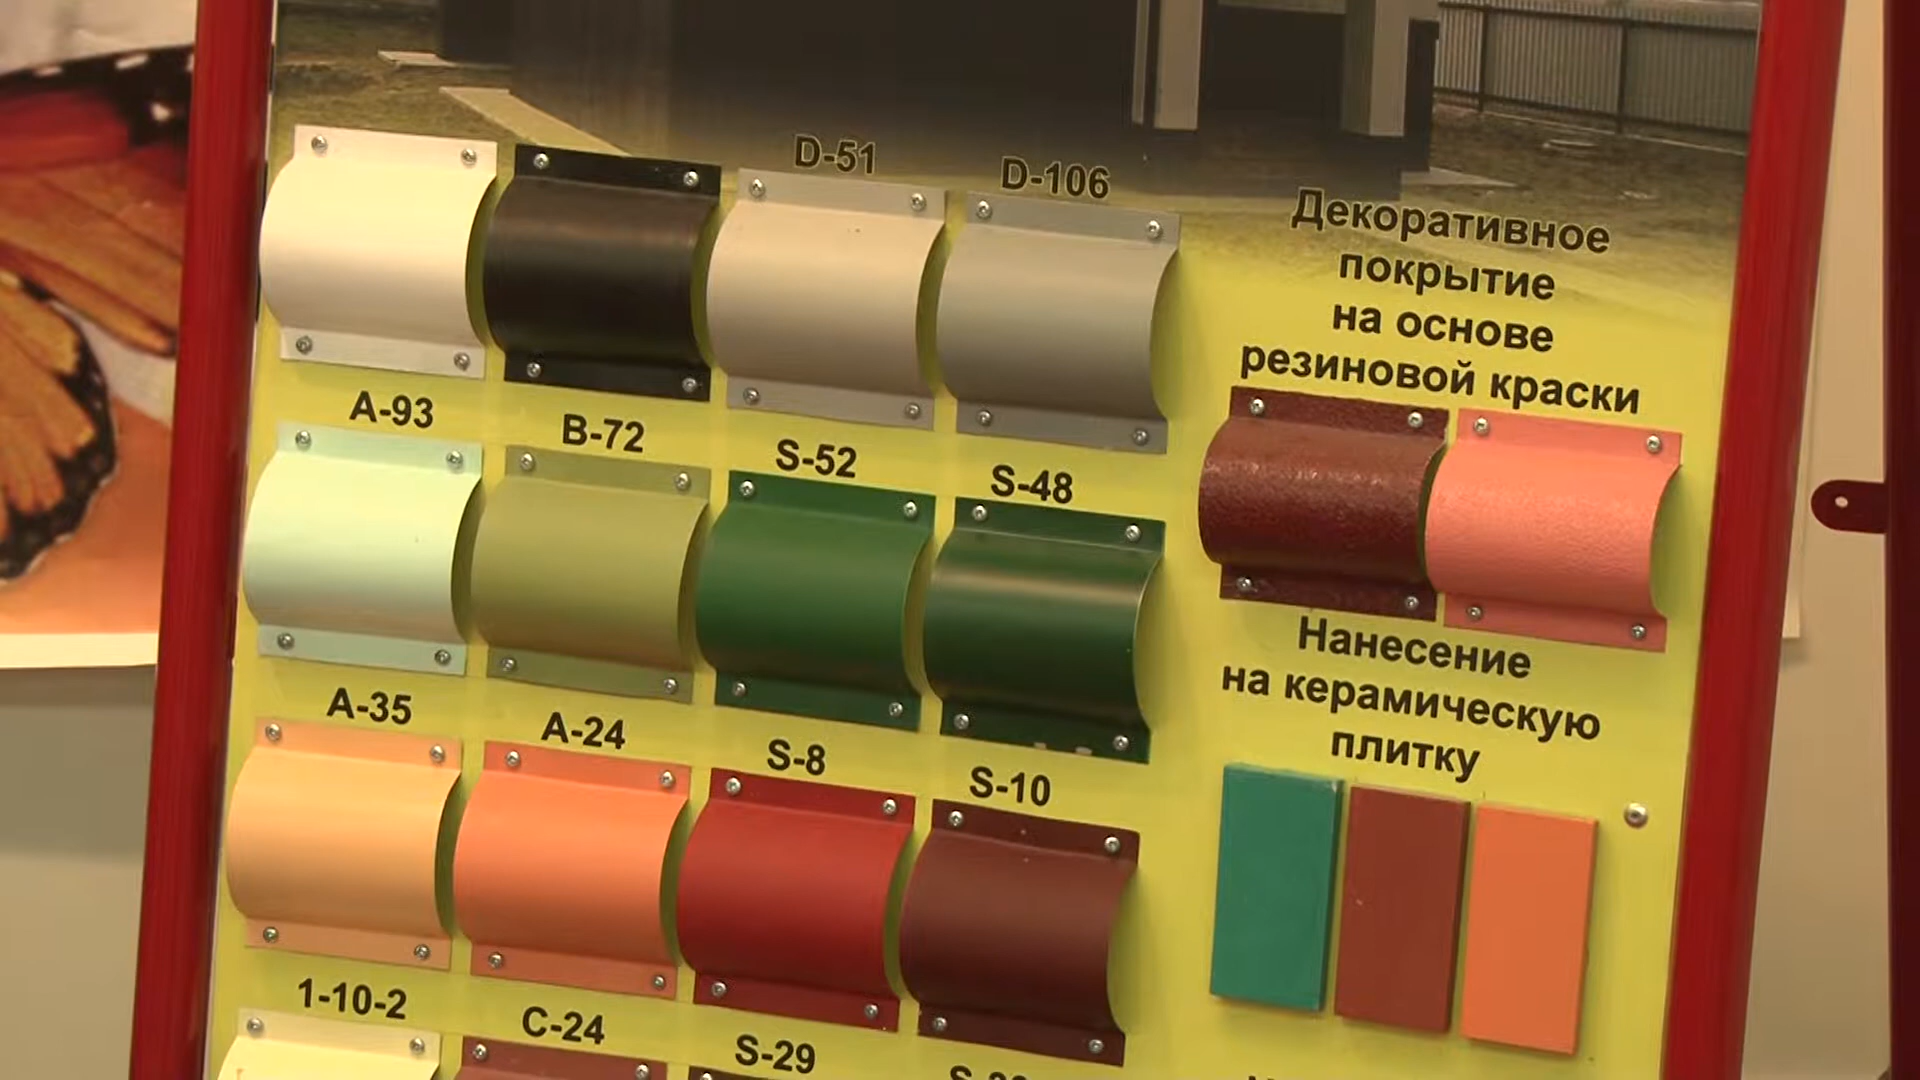 D-51
D-106
Декоративное
покрытие
на основе
резиновой краски
A-93
B-72
S-52
S-48
Нанесение
на керамическую
плитку
A-35
A-24
S-8
S-10
1-10-2
C-24
S-29